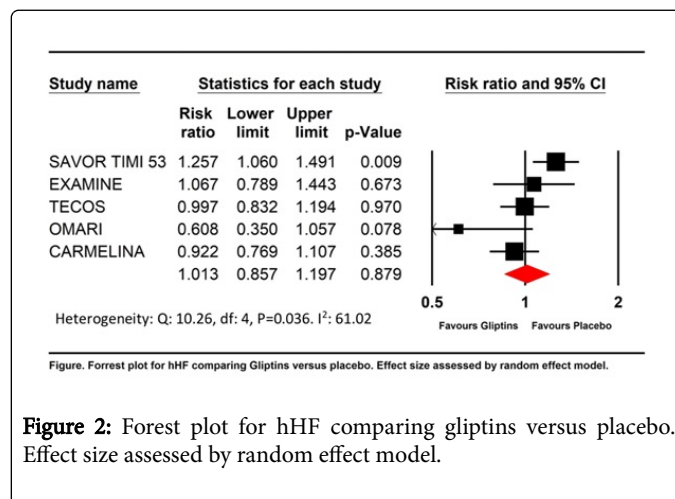 Study name Statistics for each study Risk ratio and 95% CI
Risk ratio Lower limit Upper limit p-Value
SAVOR TIMI 53 1.257 1.060 1.491 0.009
EXAMINE 1.067 0.789 1.443 0.673
TECOS 0.997 0.832 1.194 0.970
OMARI 0.608 0.350 1.057 0.078
CARMELINA 0.922 0.769 1.107 0.385
1.013 0.857 1.197 0.879
0.5 1 2
Heterogeneity: Q: 10.26, df: 4, P=0.036. I²: 61.02
Favours Gliptins Favours Placebo
Figure. Forrest plot for hHF comparing Gliptins versus placebo. Effect size assessed by random effect model.
Figure 2: Forest plot for hHF comparing gliptins versus placebo.
Effect size assessed by random effect model.